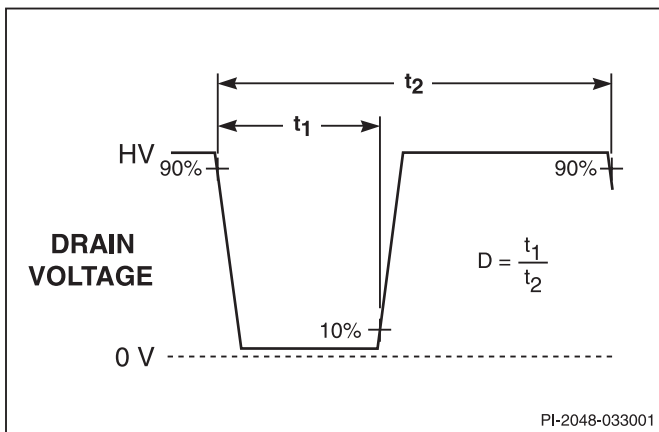 t2
t1
HV
90%
90%
DRAIN
VOLTAGE
D = t1
t2
10%
0 V
PI-2048-033001